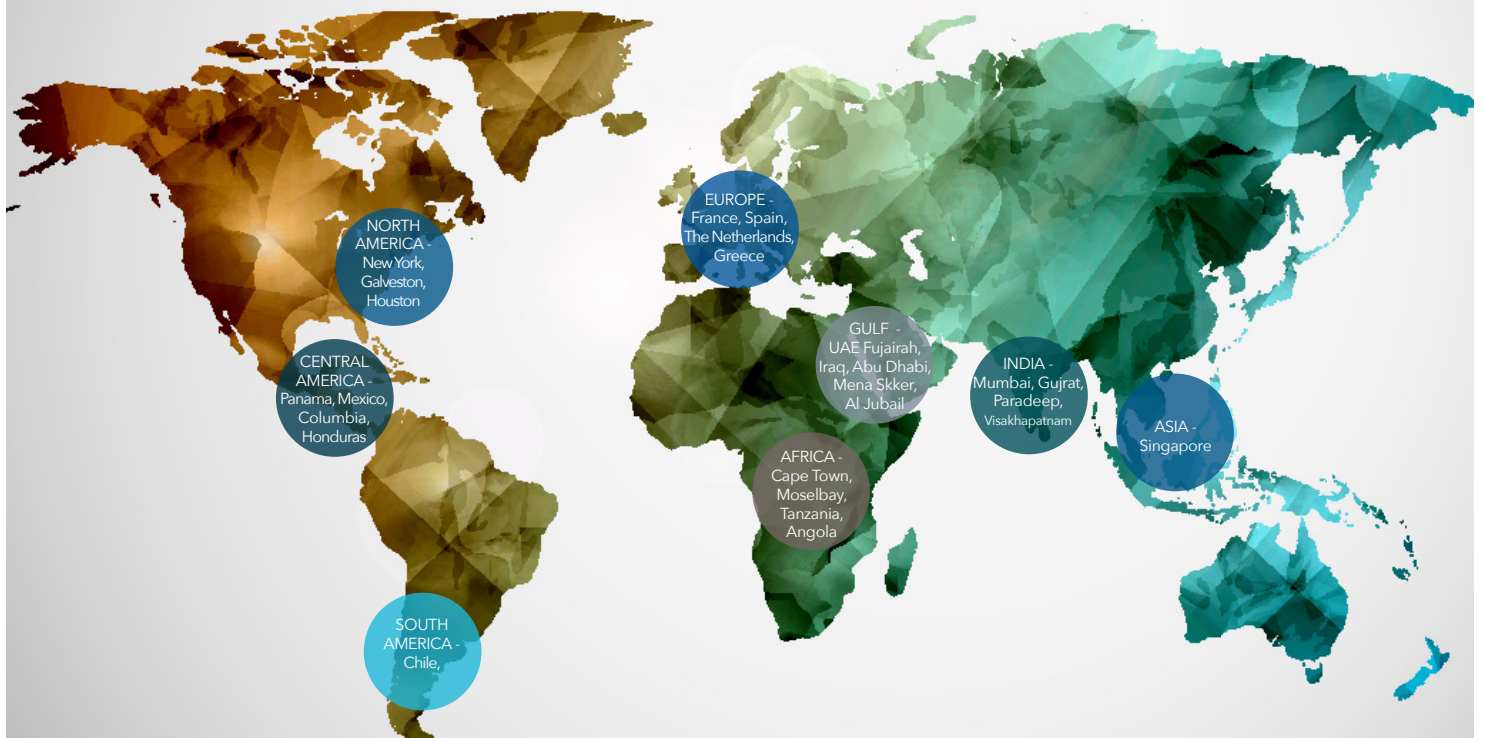 NORTH
AMERICA -
New York,
Galveston,
Houston
CENTRAL
AMERICA -
Panama, Mexico,
Columbia,
Honduras
SOUTH
AMERICA -
Chile,
EUROPE -
France, Spain,
The Netherlands,
Greece
GULF -
UAE Fujairah,
Iraq, Abu Dhabi,
Mena Skker,
Al Jubail
AFRICA -
Cape Town,
Moselbay,
Tanzania,
Angola
INDIA -
Mumbai, Gujrat,
Paradeep,
Visakhapatnam
ASIA -
Singapore